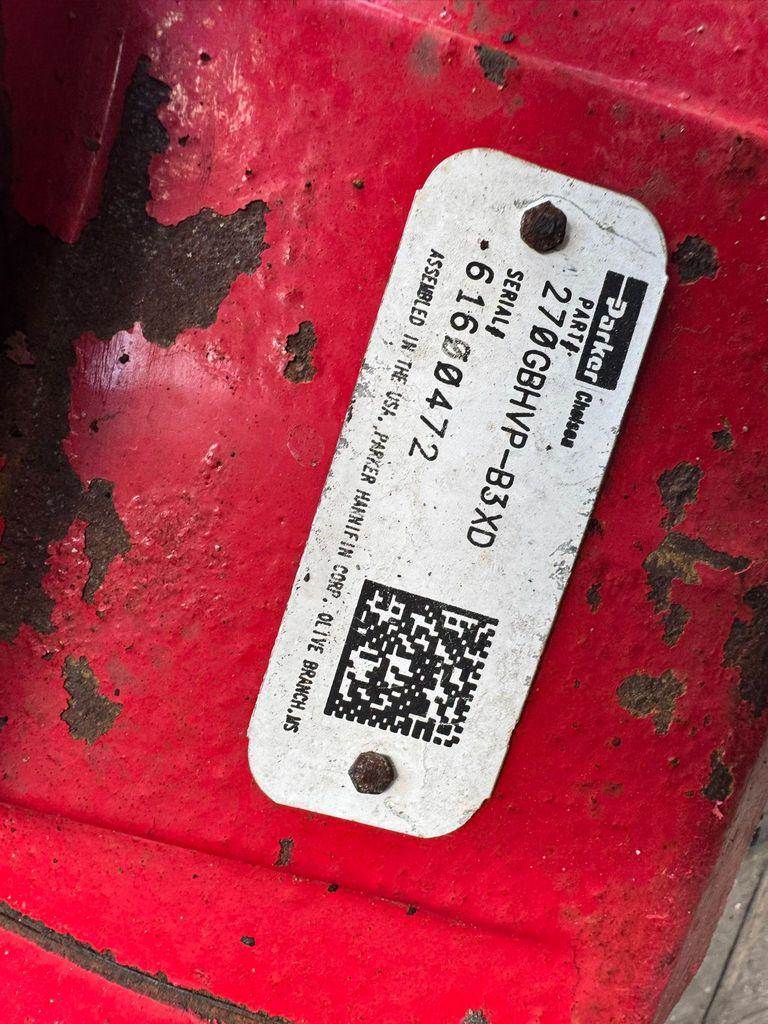 Parker Chelsea
PART#:
270GBHVP-B3XD
SERIAL#
61600472
ASSEMBLED IN THE USA. PARKER HANNIFIN CORP. OLIVE BRANCH, MS